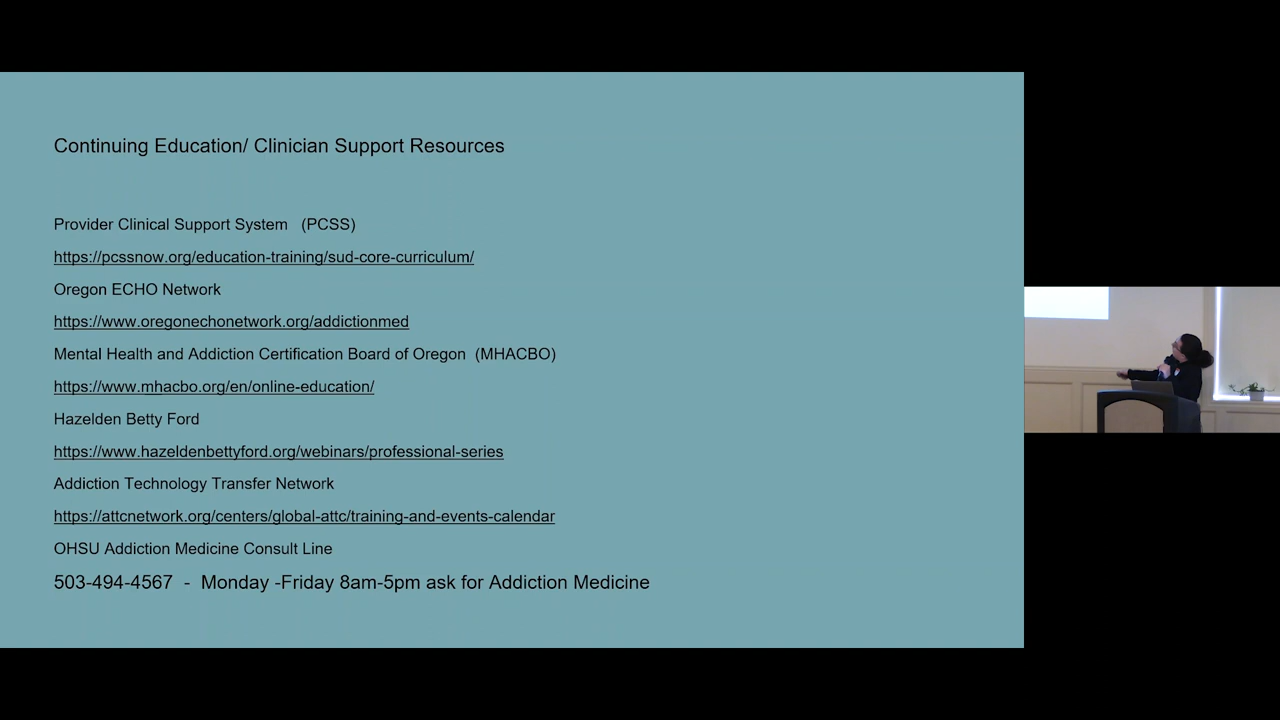 Continuing Education/ Clinician Support Resources
Provider Clinical Support System (PCSS)
https://pcssnow.org/education-training/sud-core-curriculum/
Oregon ECHO Network
https://www.oregonechonetwork.org/addictionmed
Mental Health and Addiction Certification Board of Oregon (MHACBO)
https://www.mhacbo.org/en/online-education/
Hazelden Betty Ford
https://www.hazeldenbettyford.org/webinars/professional-series
Addiction Technology Transfer Network
https://attcnetwork.org/centers/global-attc/training-and-events-calendar
OHSU Addiction Medicine Consult Line
503-494-4567 - Monday -Friday 8am-5pm ask for Addiction Medicine